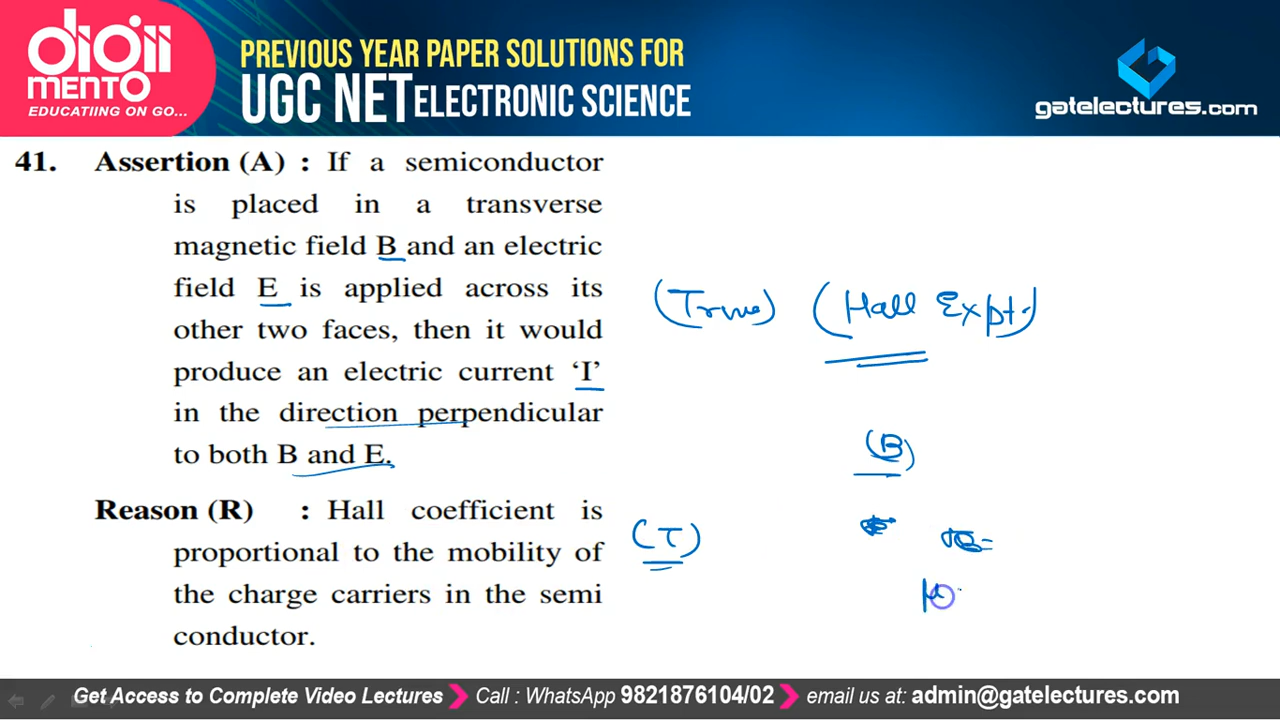 digii
MENTO
EDUCATIING ON GO...
PREVIOUS YEAR PAPER SOLUTIONS FOR
UGC NET ELECTRONIC SCIENCE
gatelectures.com
41. Assertion (A) : If a semiconductor
is placed in a transverse
magnetic field B and an electric
field E is applied across its
other two faces, then it would
produce an electric current ‘I’
in the direction perpendicular
to both B and E.
(True) (Hall Expt.)
(B)
Reason (R) : Hall coefficient is
proportional to the mobility of
the charge carriers in the semi
conductor.
(T)
μ
Get Access to Complete Video Lectures Call : WhatsApp 9821876104/02 email us at: admin@gatelectures.com